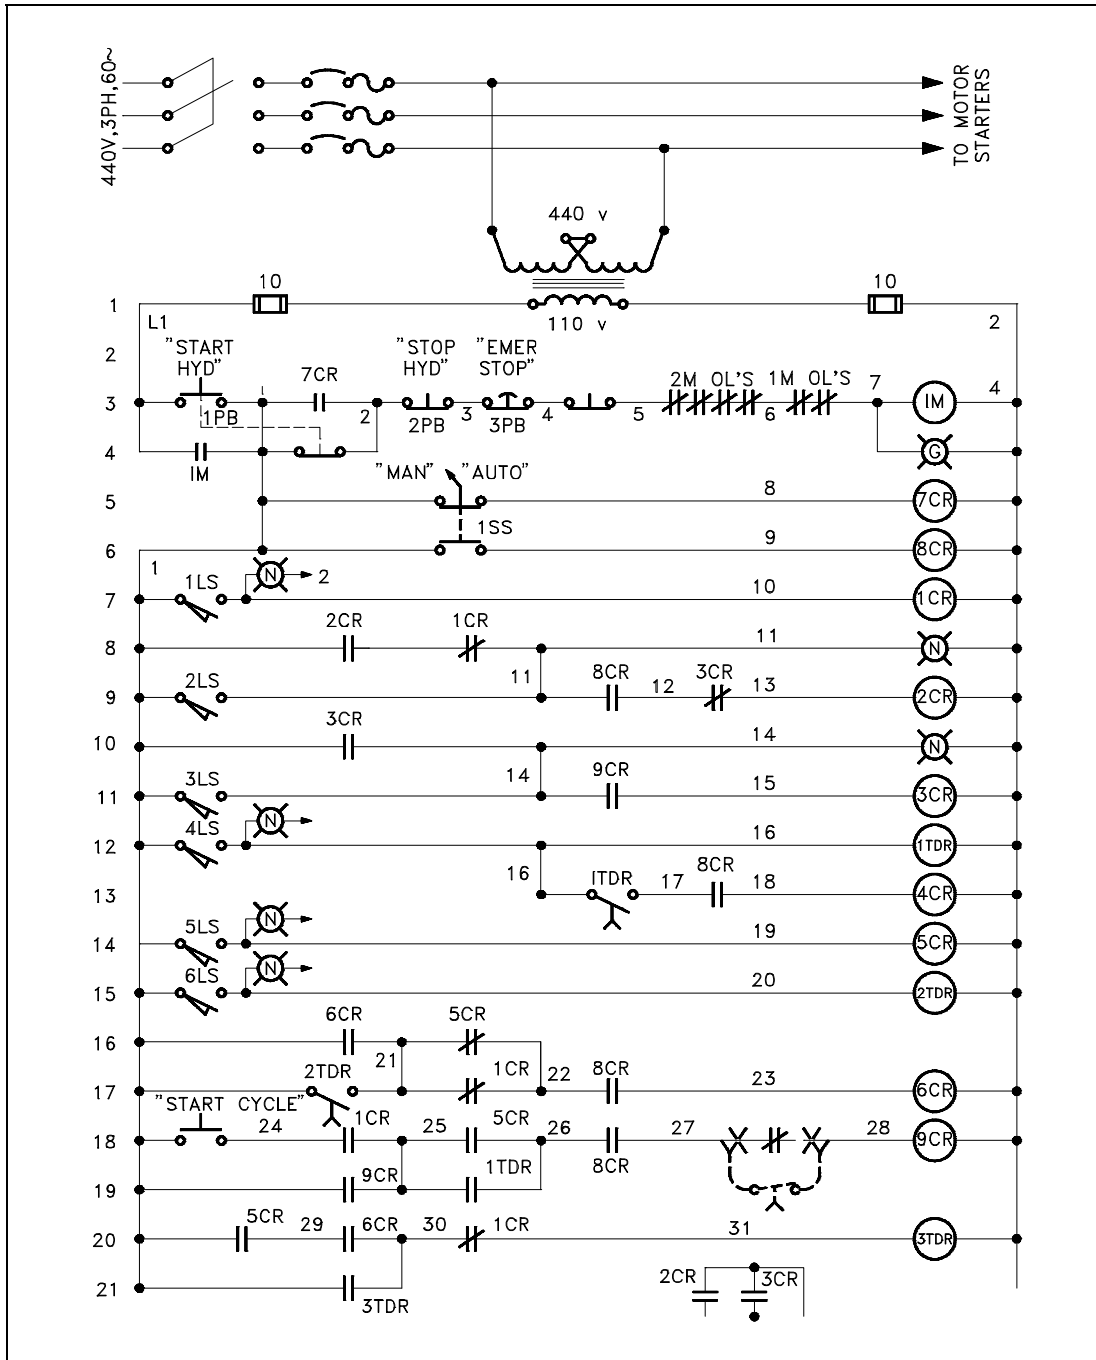 440V,3PH,60~
TO MOTOR
STARTERS
440 v
1 10 10
110 v
L1 2
2 "START
HYD" "STOP
HYD" "EMER
STOP"
7CR 2M OL'S 1M OL'S 7
3 1PB 2 2PB 3 3PB 4 5 6 IM 4
4 IM G
"MAN" "AUTO"
5 8 7CR
1SS
6 9 8CR
1 N 2
7 1LS 10 1CR
2CR 1CR
8 11 N
9 2LS 11 8CR 12 3CR 13 2CR
3CR
10 14 N
11 3LS 14 9CR 15 3CR
N
12 4LS 16 1TDR
13 16 1TDR 17 8CR 18 4CR
N
14 5LS 19 5CR
N
15 6LS 20 2TDR
6CR 5CR
16 21
17 2TDR 1CR 22 8CR 23 6CR
"START CYCLE"
24 1CR 25 5CR 26 27 28
18 8CR 9CR
19 9CR 1TDR
20 5CR 29 6CR 30 1CR 31 3TDR
21 3TDR
2CR 3CR